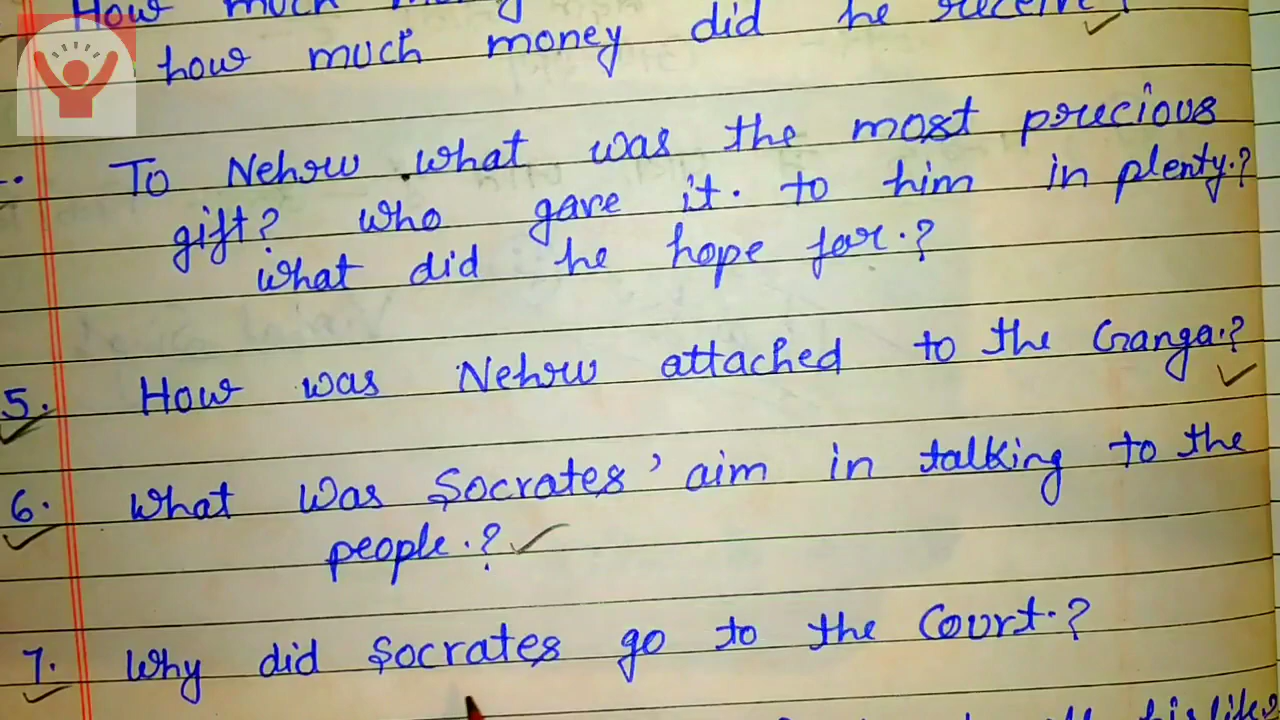 How much
how much money did he receive?
To Nehru what was the most precious
gift? who gave it. to him in plenty.?
what did he hope for.?
5. How was Nehru attached to the Ganga.?
6. What was Socrates' aim in talking to the
people.?
7. Why did Socrates go to the Court.?